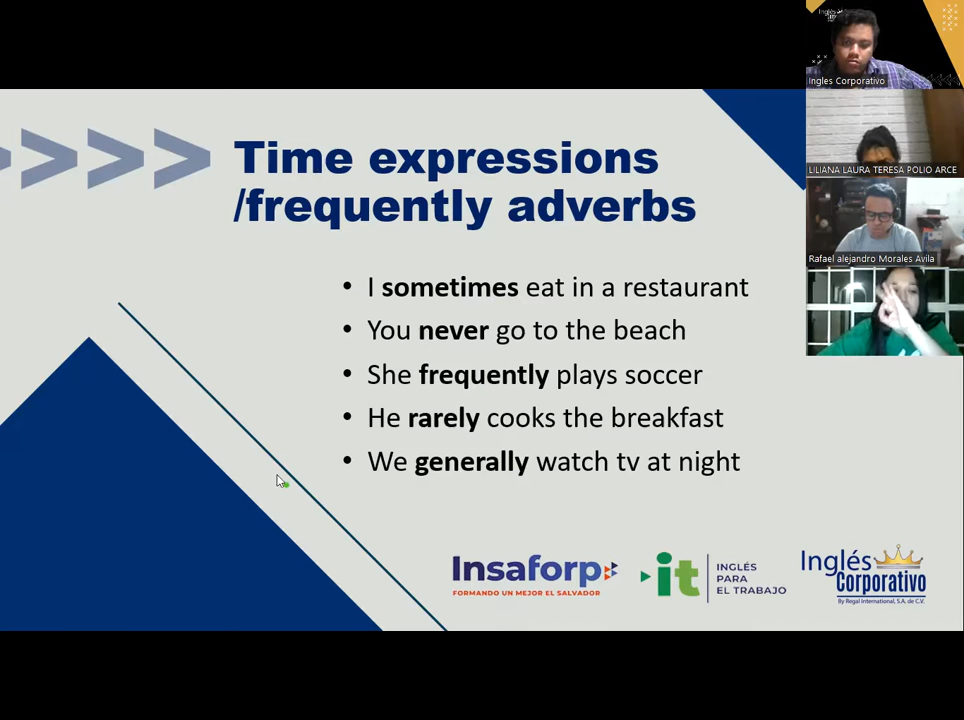 Time expressions
/frequently adverbs
• I sometimes eat in a restaurant
• You never go to the beach
• She frequently plays soccer
• He rarely cooks the breakfast
• We generally watch tv at night
Insaforp
FORMANDO UN MEJOR EL SALVADOR
it
INGLÉS
PARA
EL TRABAJO
Inglés
Corporativo
By Regal International, S.A. de C.V.
Inglés
Ingles Corporativo
LILIANA LAURA TERESA POLIO ARCE
Rafael alejandro Morales Avila